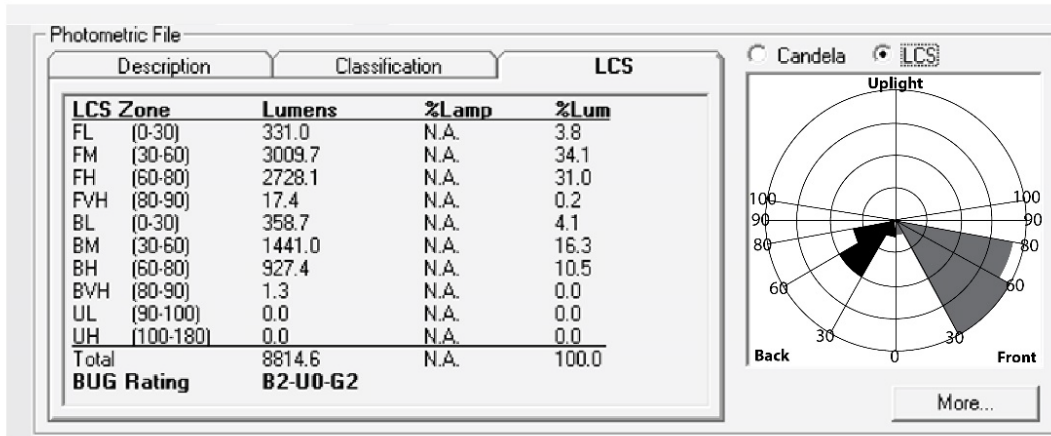 Photometric File
Description Classification LCS
LCS Zone Lumens %Lamp %Lum
FL (0-30) 331.0 N.A. 3.8
FM (30-60) 3009.7 N.A. 34.1
FH (60-80) 2728.1 N.A. 31.0
FVH (80-90) 17.4 N.A. 0.2
BL (0-30) 358.7 N.A. 4.1
BM (30-60) 1441.0 N.A. 16.3
BH (60-80) 927.4 N.A. 10.5
BVH (80-90) 1.3 N.A. 0.0
UL (90-100) 0.0 N.A. 0.0
UH (100-180) 0.0 N.A. 0.0
Total 8814.6 N.A. 100.0
BUG Rating B2-U0-G2
Candela LCS
Uplight
100 100
90 90
80 80
60 60
30 30
Back 0 Front
More...